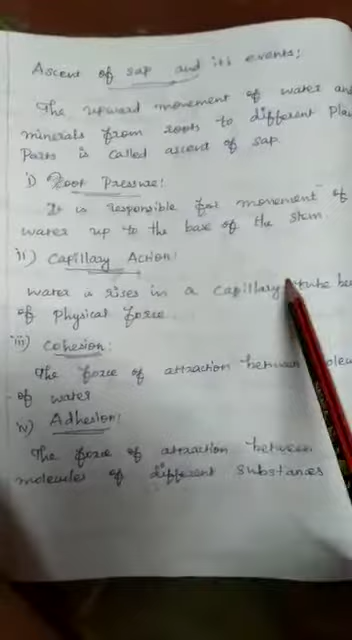 Ascent of sap and its events:
The upward movement of water and
minerals from roots to different Plan
Parts is called ascent of sap
i) Root Pressure:
It is responsible for movement of
water up to the base of the stem
ii) Capillary Action:
water is rises in a capillary tube
of physical force
iii) Cohesion:
The force of attraction between
of water
iv) Adhesion:
The force of attraction between
molecules of different substances